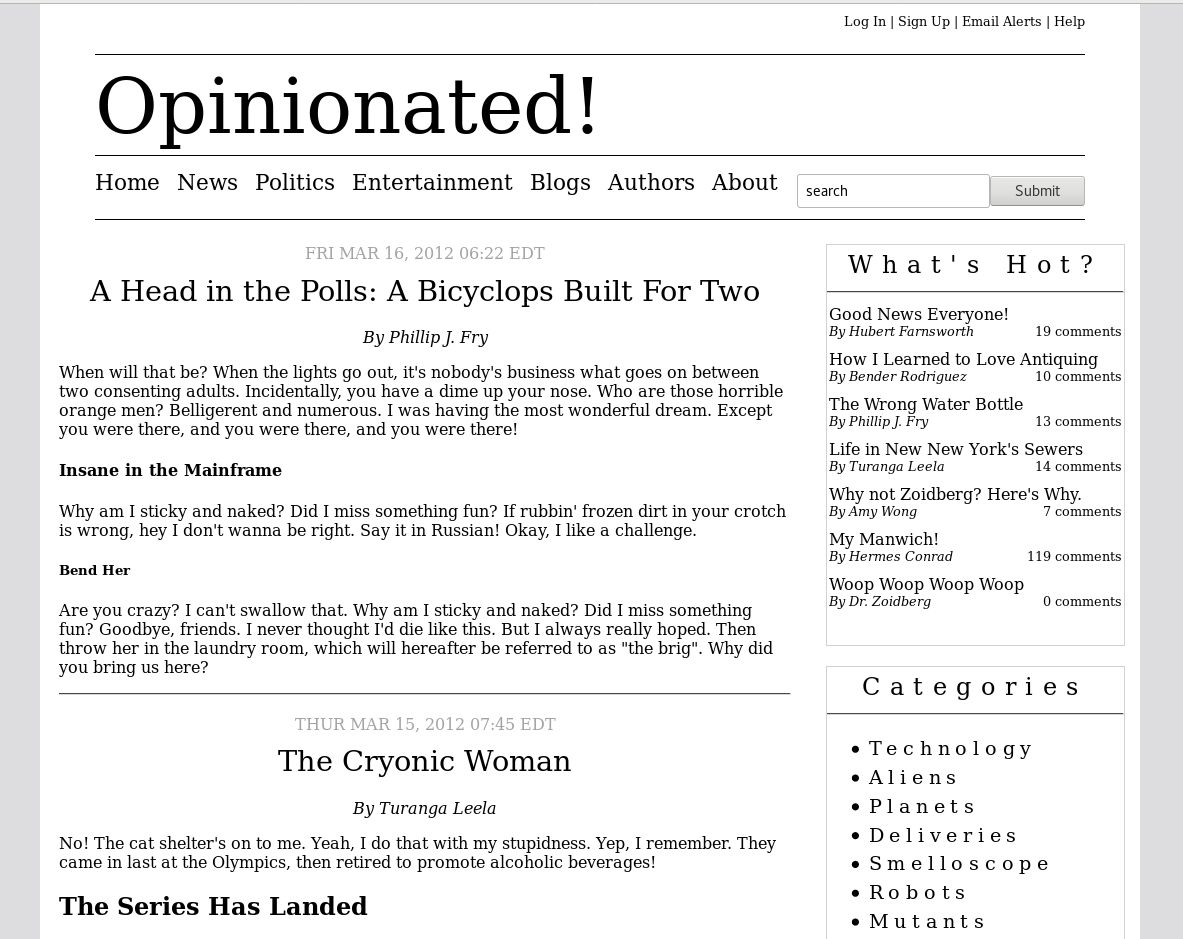 Log In | Sign Up | Email Alerts | Help
Opinionated!
Home News Politics Entertainment Blogs Authors About
search Submit
FRI MAR 16, 2012 06:22 EDT
A Head in the Polls: A Bicyclops Built For Two
By Phillip J. Fry
When will that be? When the lights go out, it's nobody's business what goes on between
two consenting adults. Incidentally, you have a dime up your nose. Who are those horrible
orange men? Belligerent and numerous. I was having the most wonderful dream. Except
you were there, and you were there, and you were there!
Insane in the Mainframe
Why am I sticky and naked? Did I miss something fun? If rubbin' frozen dirt in your crotch
is wrong, hey I don't wanna be right. Say it in Russian! Okay, I like a challenge.
Bend Her
Are you crazy? I can't swallow that. Why am I sticky and naked? Did I miss something
fun? Goodbye, friends. I never thought I'd die like this. But I always really hoped. Then
throw her in the laundry room, which will hereafter be referred to as "the brig". Why did
you bring us here?
THUR MAR 15, 2012 07:45 EDT
The Cryonic Woman
By Turanga Leela
No! The cat shelter's on to me. Yeah, I do that with my stupidness. Yep, I remember. They
came in last at the Olympics, then retired to promote alcoholic beverages!
The Series Has Landed
What's Hot?
Good News Everyone!
By Hubert Farnsworth 19 comments
How I Learned to Love Antiquing
By Bender Rodriguez 10 comments
The Wrong Water Bottle
By Phillip J. Fry 13 comments
Life in New New York's Sewers
By Turanga Leela 14 comments
Why not Zoidberg? Here's Why.
By Amy Wong 7 comments
My Manwich!
By Hermes Conrad 119 comments
Woop Woop Woop Woop
By Dr. Zoidberg 0 comments
Categories
• Technology
• Aliens
• Planets
• Deliveries
• Smelloscope
• Robots
• Mutants